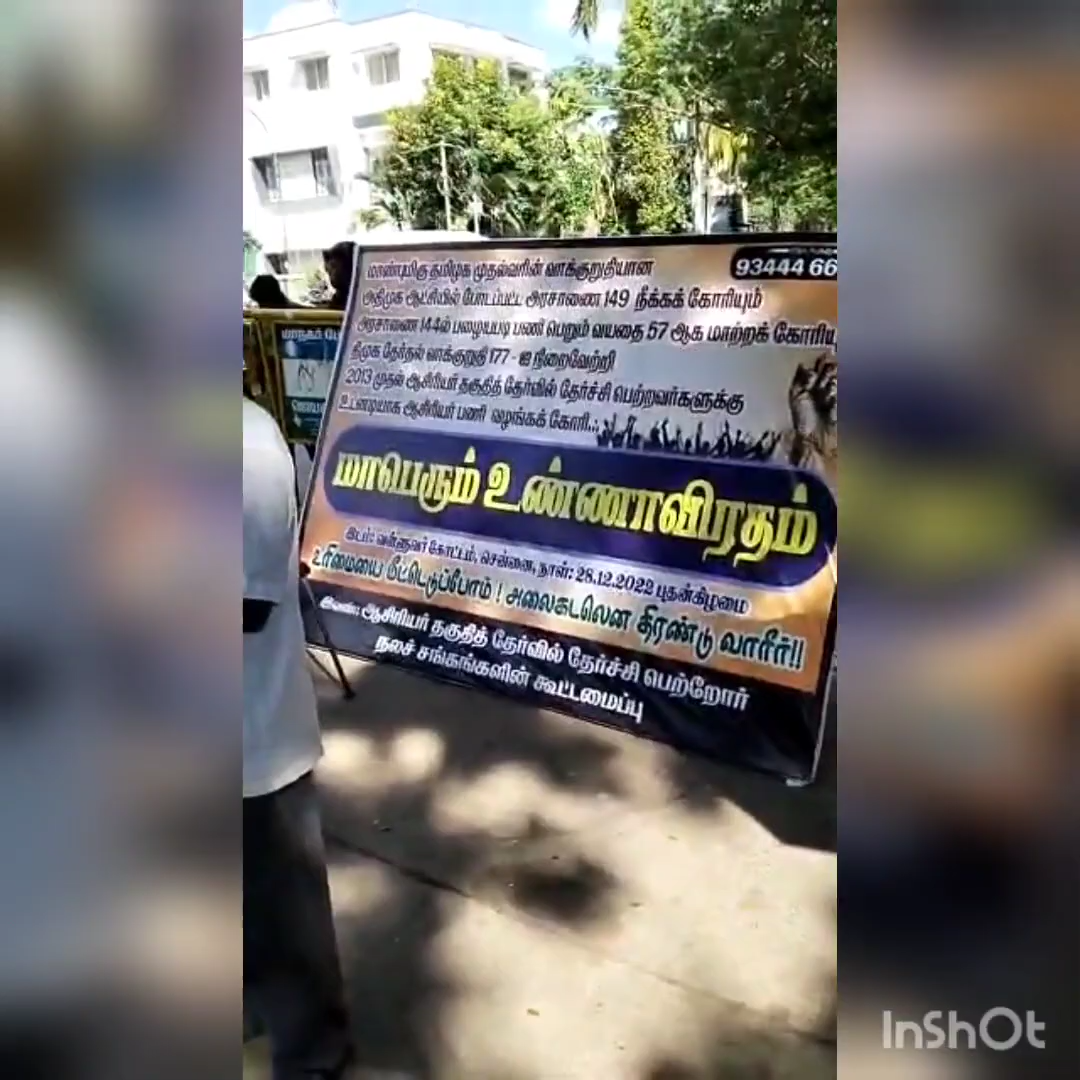 93444 66
மாண்புமிகு தமிழக முதல்வரின் வாக்குறுதியான
அதிமுக ஆட்சியில் போடப்பட்ட அரசாணை 149 நீக்கக் கோரியும்
அரசாணை 144ல் பழையபடி பணி பெறும் வயதை 57 ஆக மாற்றக் கோரியு
திமுக தேர்தல் வாக்குறுதி 177 - ஐ நிறைவேற்றி
2013 முதல் ஆசிரியர் தகுதித் தேர்வில் தேர்ச்சி பெற்றவர்களுக்கு
உடனடியாக ஆசிரியர் பணி வழங்கக் கோரி...
மாபெரும் உண்ணாவிரதம்
இடம்: வள்ளுவர் கோட்டம், சென்னை, நாள்: 28.12.2022 புதன்கிழமை
உரிமையை மீட்டெடுப்போம் ! அலைகடலென திரண்டு வாரீர்!!
இவண்: ஆசிரியர் தகுதித் தேர்வில் தேர்ச்சி பெற்றோர்
நலச் சங்கங்களின் கூட்டமைப்பு
InShOt